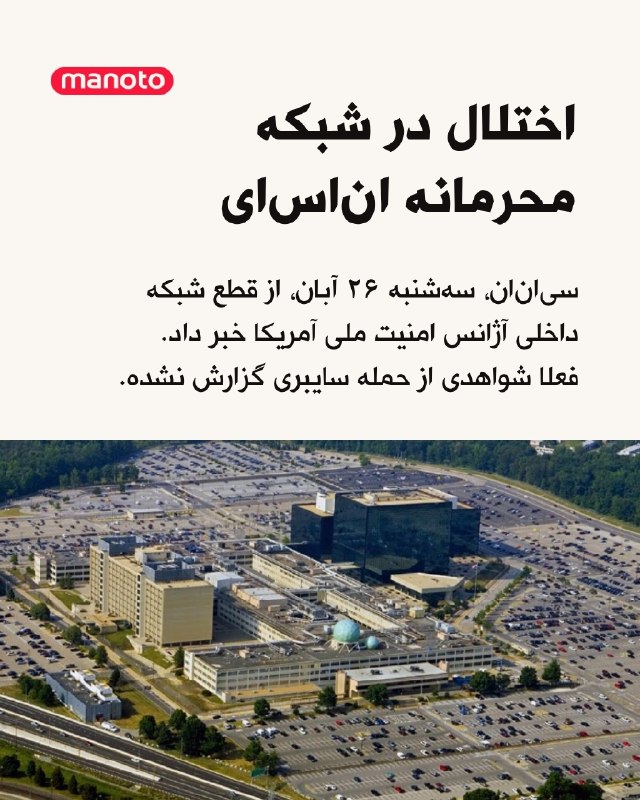 manoto
اختلال در شبکه
محرمانه ان‌اس‌ای
سی‌ان‌ان، سه‌شنبه ۲۶ آبان، از قطع شبکه
داخلی آژانس امنیت ملی آمریکا خبر داد.
فعلا شواهدی از حمله سایبری گزارش نشده.